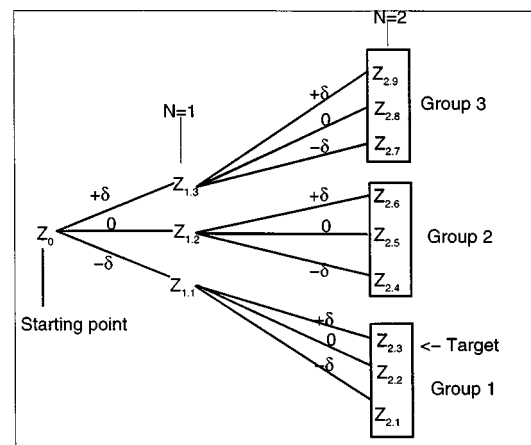 N=2
Z2.9
+δ
Group 3
Z2.8
0
N=1
−δ
Z2.7
Z1.3
+δ
+δ
Z2.6
0
0
Z0
Z1.2
Z2.5
Group 2
−δ
−δ
Z2.4
Z1.1
Starting point
+δ
Z2.3
<− Target
0
Z2.2
−δ
Group 1
Z2.1